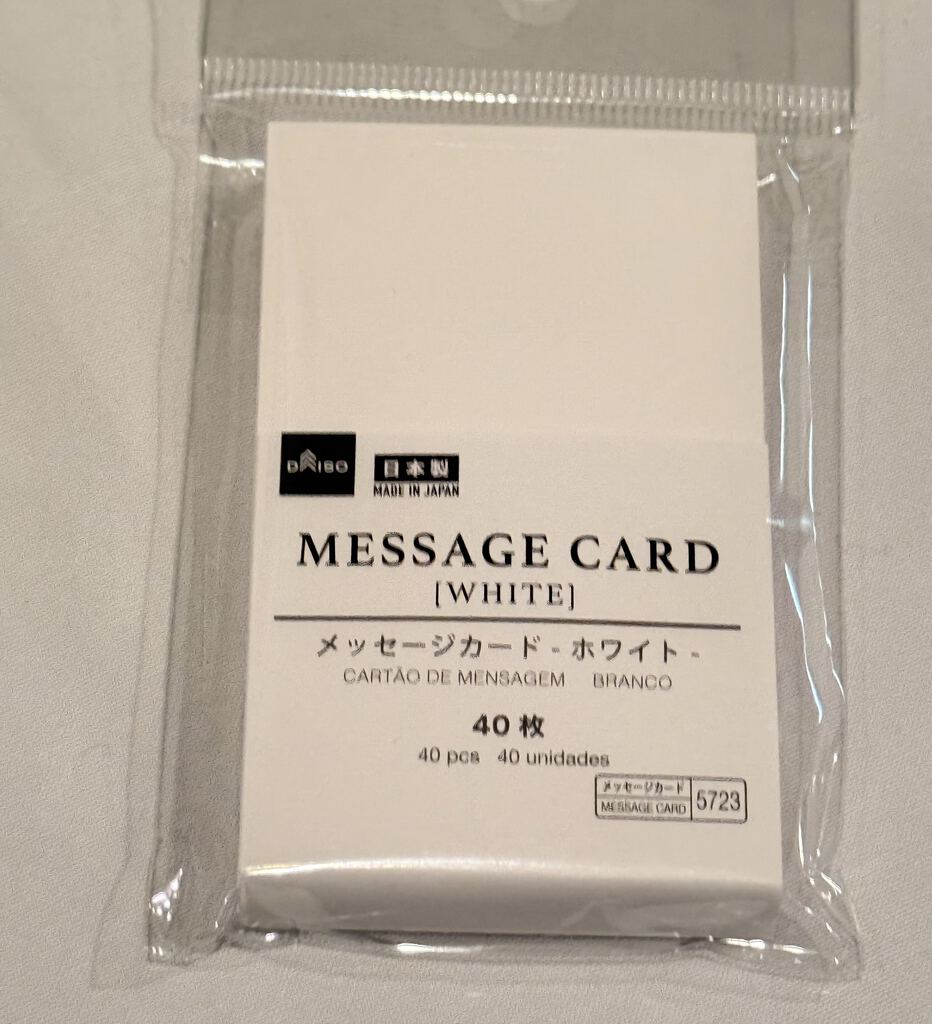 DAISO
日本製
MADE IN JAPAN
MESSAGE CARD
[WHITE]
メッセージカード - ホワイト -
CARTÃO DE MENSAGEM BRANCO
40 枚
40 pcs 40 unidades
メッセージカード
MESSAGE CARD
5723